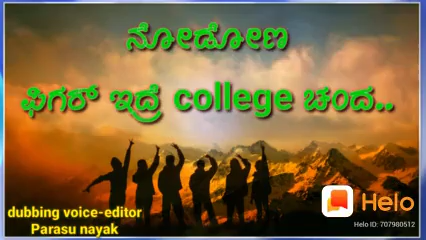 ನೋಡೋಣ
ಫಿಗರ್ ಇದ್ರೆ college ಚಂದ..
dubbing voice-editor
Parasu nayak
Helo
Helo ID: 707980512